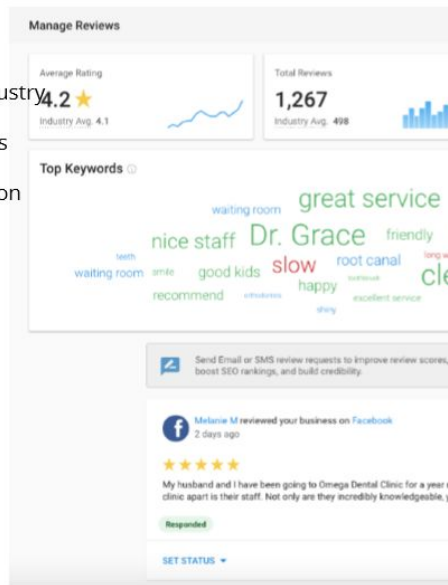 Manage Reviews
Average Rating
Total Reviews
ustry
4.2
1,267
Industry Avg. 4.1
Industry Avg. 498
s
Top Keywords
on
great service
waiting room
Dr. Grace
nice staff
friendly
teeth
slow
root canal
long w
waiting room
smile
good kids
cle
happy
recommend
orthodontics
excellent service
shiny
Send Email or SMS review requests to improve review scores,
boost SEO rankings, and build credibility.
Melanie M reviewed your business on Facebook
2 days ago
My husband and I have been going to Omega Dental Clinic for a year
clinic apart is their staff. Not only are they incredibly knowledgeable,
Responded
SET STATUS